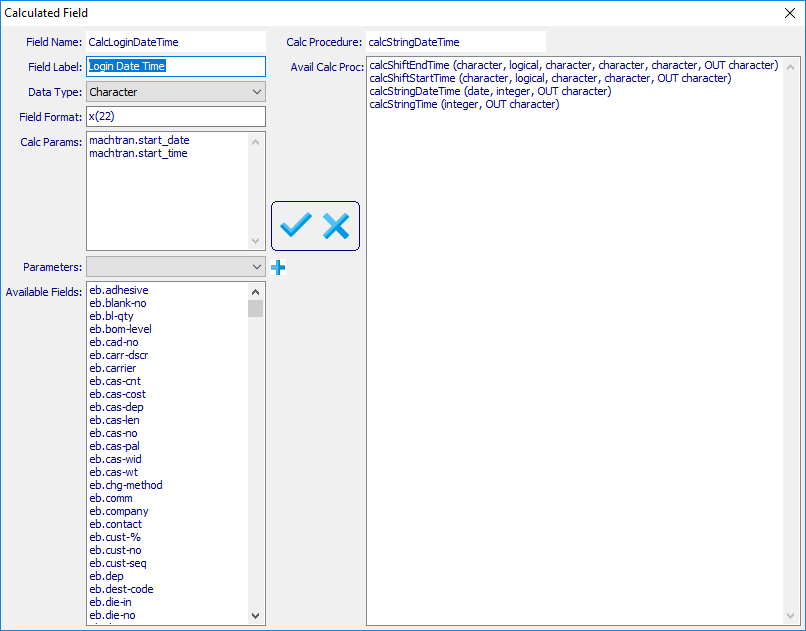 Calculated Field
Field Name: CalcLoginDateTime
Calc Procedure: calcStringDateTime
Field Label: Login Date Time
Avail Calc Proc: calcShiftEndTime (character, logical, character, character, character, character, OUT character)
calcShiftStartTime (character, logical, character, character, OUT character)
calcStringDateTime (date, integer, OUT character)
calcStringTime (integer, OUT character)
Data Type: Character
Field Format: x(22)
Calc Params: machtran.start_date
machtran.start_time
Parameters:
Available Fields: eb.adhesive
eb.blank-no
eb.bl-qty
eb.bom-level
eb.cad-no
eb.carr-dscr
eb.carrier
eb.cas-cnt
eb.cas-cost
eb.cas-dep
eb.cas-len
eb.cas-no
eb.cas-pal
eb.cas-wid
eb.cas-wt
eb.chg-method
eb.comm
eb.company
eb.contact
eb.cust-%
eb.cust-no
eb.cust-seq
eb.dep
eb.dest-code
eb.die-in
eb.die-no